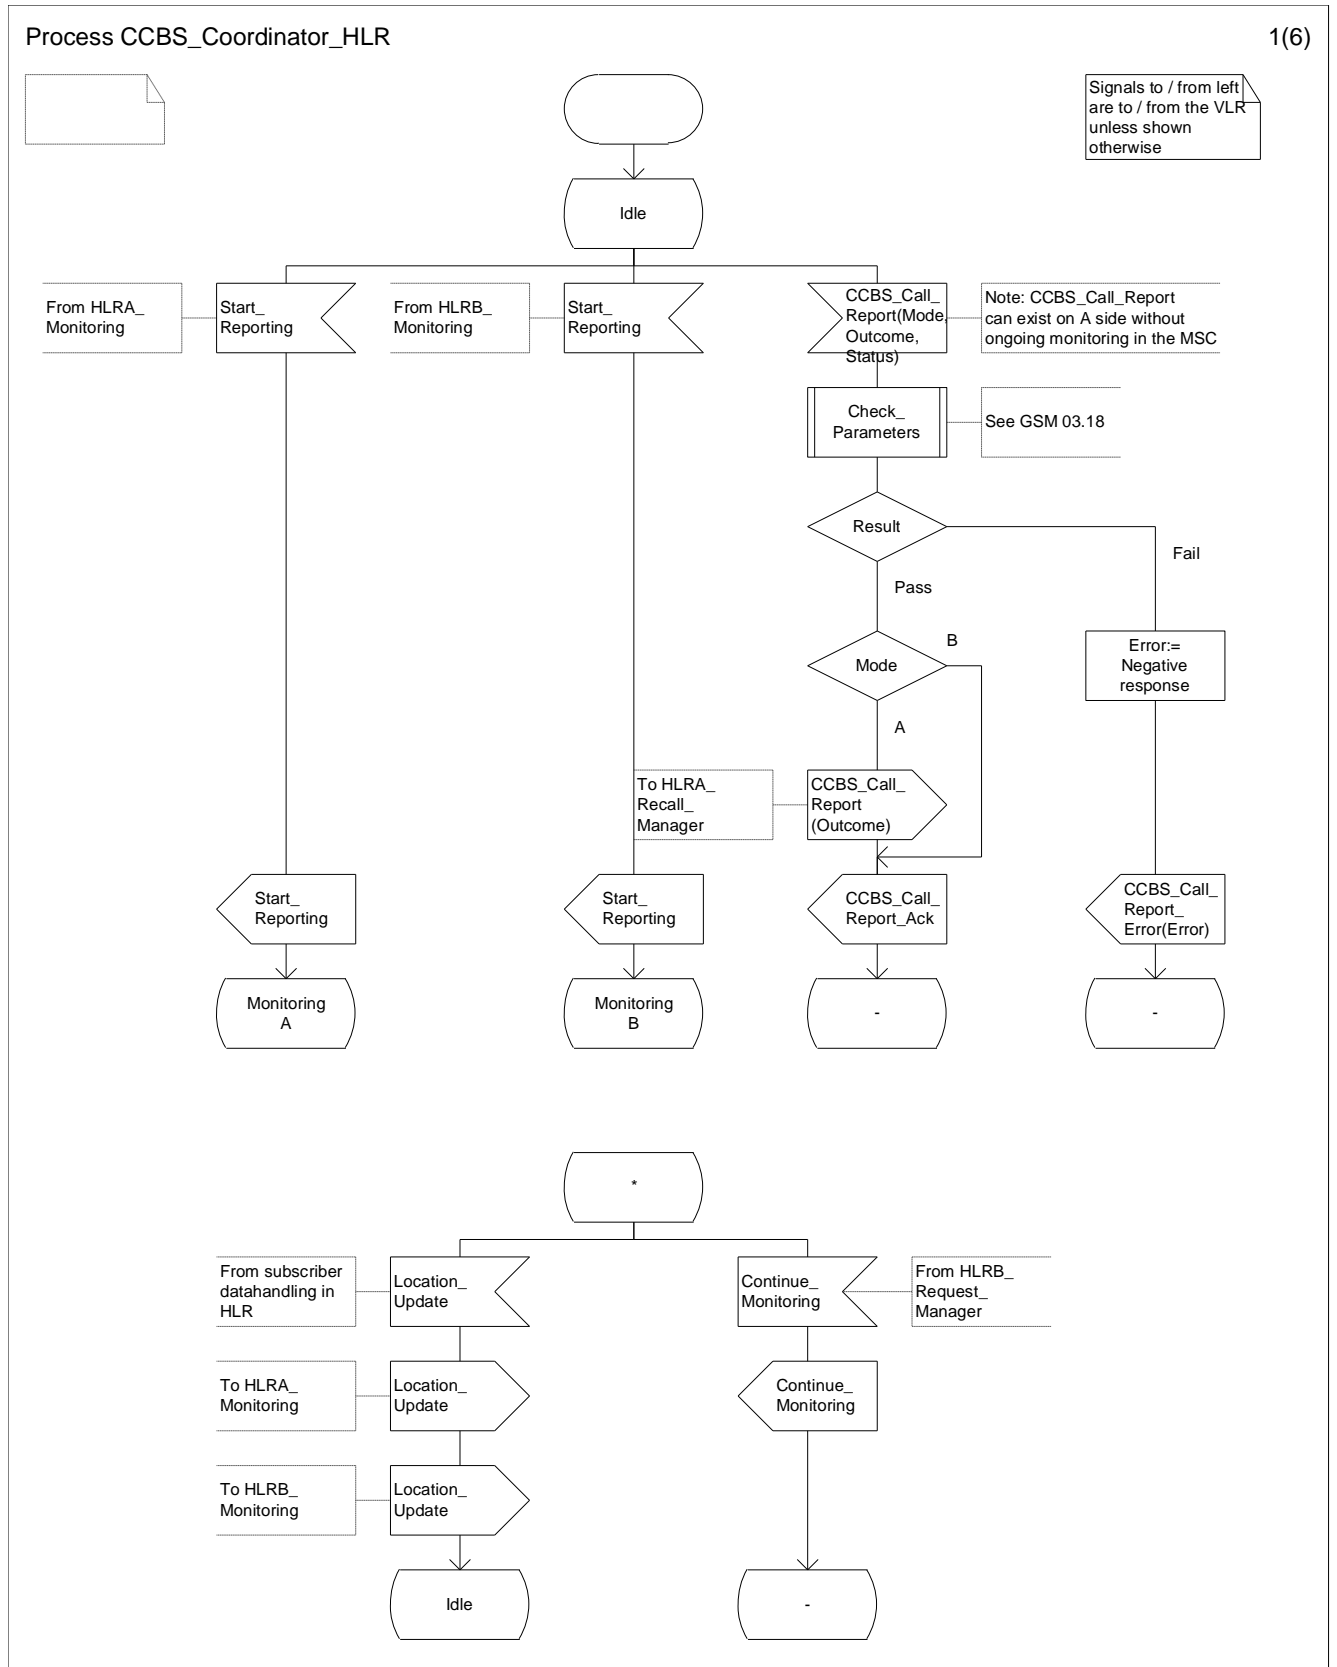 Process CCBS_Coordinator_HLR
1(6)
Signals to / from left
are to / from the VLR
unless shown
otherwise
Idle
From HLRA_
Monitoring
Start_
Reporting
From HLRB_
Monitoring
Start_
Reporting
CCBS_Call_
Report(Mode,
Outcome,
Status)
Note: CCBS_Call_Report
can exist on A side without
ongoing monitoring in the MSC
Check_
Parameters
See GSM 03.18
Result
Fail
Pass
Mode
B
Error:=
Negative
response
A
To HLRA_
Recall_
Manager
CCBS_Call_
Report
(Outcome)
Start_
Reporting
Start_
Reporting
CCBS_Call_
Report_Ack
CCBS_Call_
Report_
Error(Error)
Monitoring
A
Monitoring
B
-
-
*
From subscriber
datahandling in
HLR
Location_
Update
Continue_
Monitoring
From HLRB_
Request_
Manager
To HLRA_
Monitoring
Location_
Update
Continue_
Monitoring
To HLRB_
Monitoring
Location_
Update
Idle
-